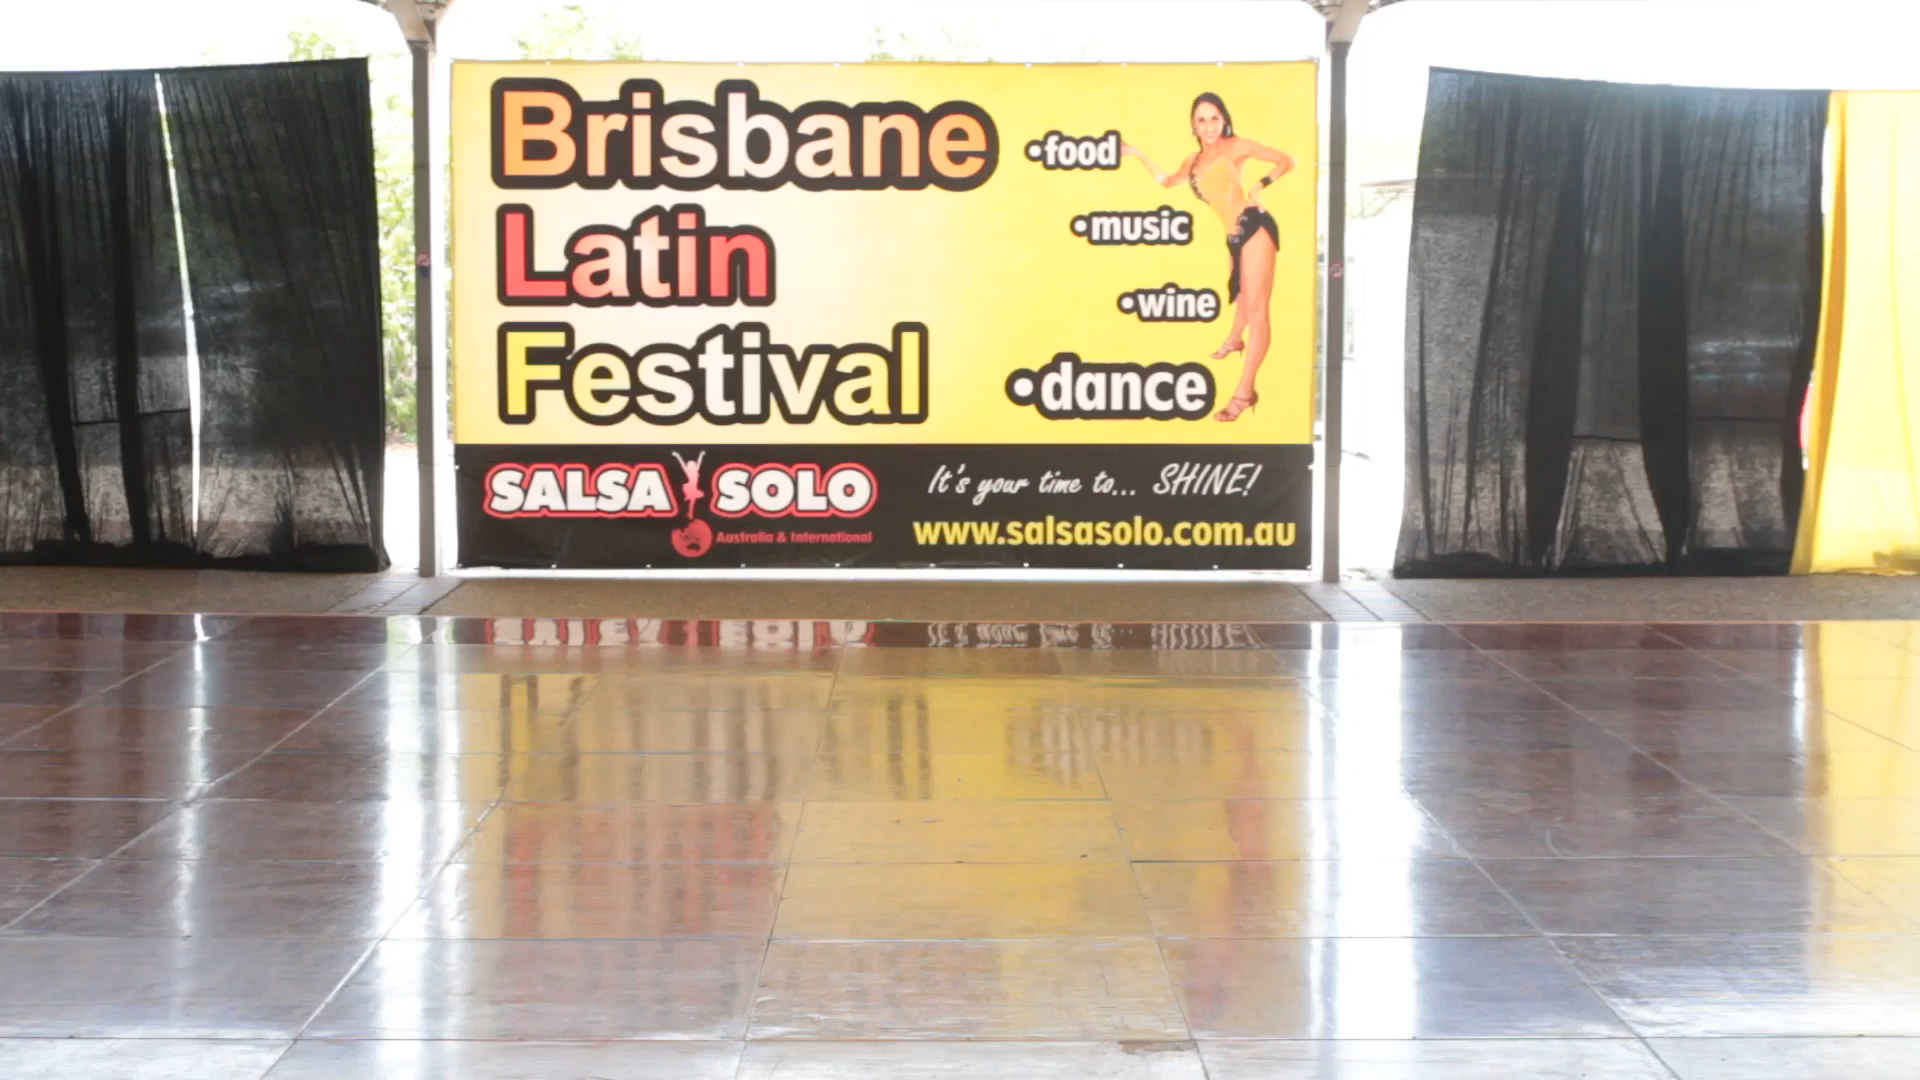 Brisbane
Latin
Festival
•food
•music
•wine
•dance
SALSA SOLO
Australia & International
It's your time to... SHINE!
www.salsasolo.com.au